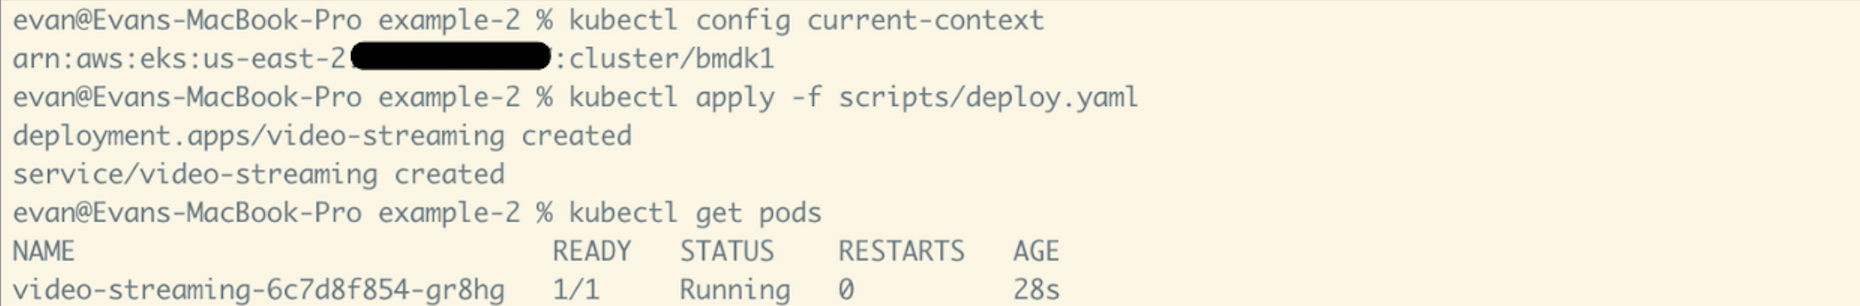 evan@Evans-MacBook-Pro example-2 % kubectl config current-context
arn:aws:eks:us-east-2 :cluster/bmdk1
evan@Evans-MacBook-Pro example-2 % kubectl apply -f scripts/deploy.yaml
deployment.apps/video-streaming created
service/video-streaming created
evan@Evans-MacBook-Pro example-2 % kubectl get pods
NAME READY STATUS RESTARTS AGE
video-streaming-6c7d8f854-gr8hg 1/1 Running 0 28s